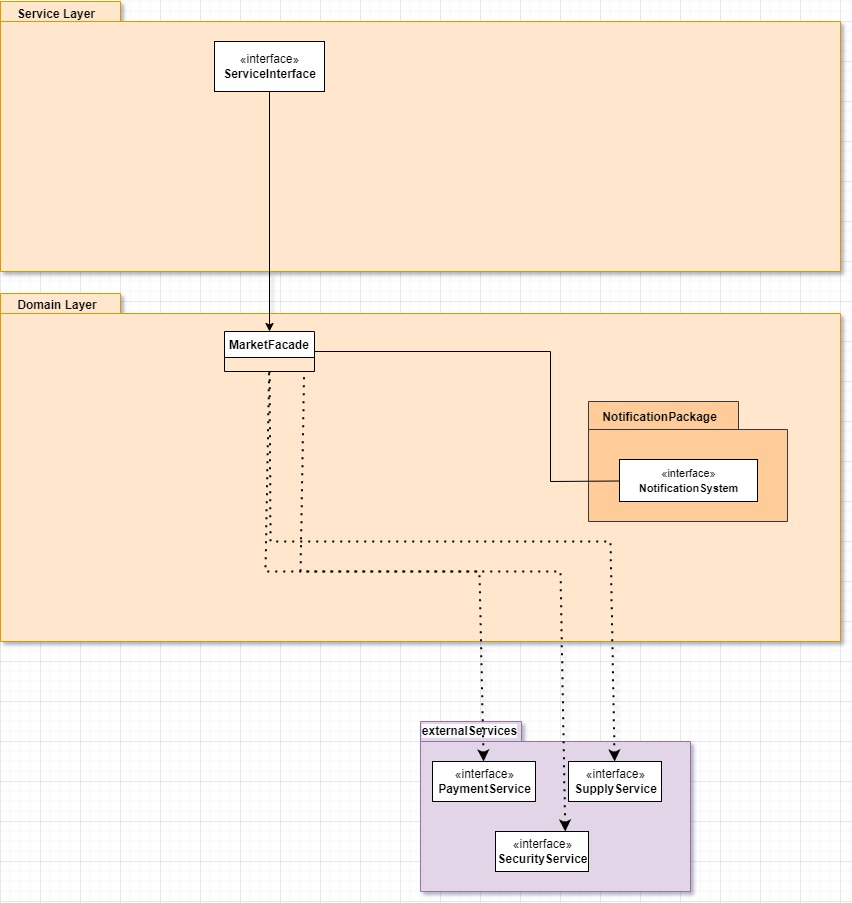 Service Layer
«interface»
ServiceInterface
Domain Layer
MarketFacade
NotificationPackage
«interface»
NotificationSystem
externalServices
«interface»
PaymentService
«interface»
SupplyService
«interface»
SecurityService